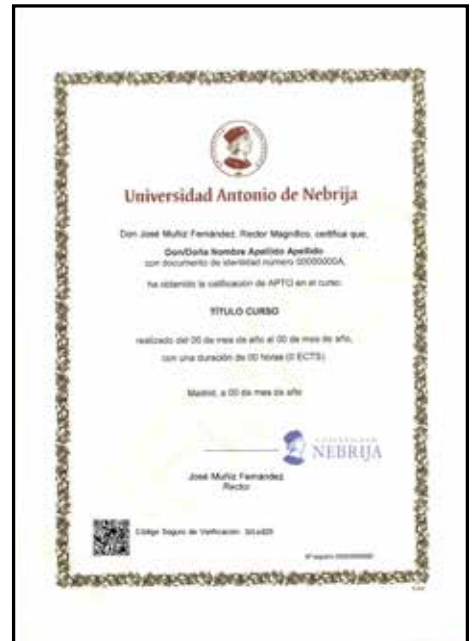 Universidad Antonio de Nebrija
Don José Muñiz Fernández, Rector Magnífico, certifica que,
Don/Doña Nombre Apellido Apellido
con documento de identidad número 00000000A,
ha obtenido la calificación de APTO en el curso:
TÍTULO CURSO
realizado del 00 de mes de año al 00 de mes de año,
con una duración de 00 horas (0 ECTS)
Madrid, a 00 de mes de año
UNIVERSIDAD
NEBRIJA
José Muñiz Fernández
Rector
Código Seguro de Verificación:
Nº registro